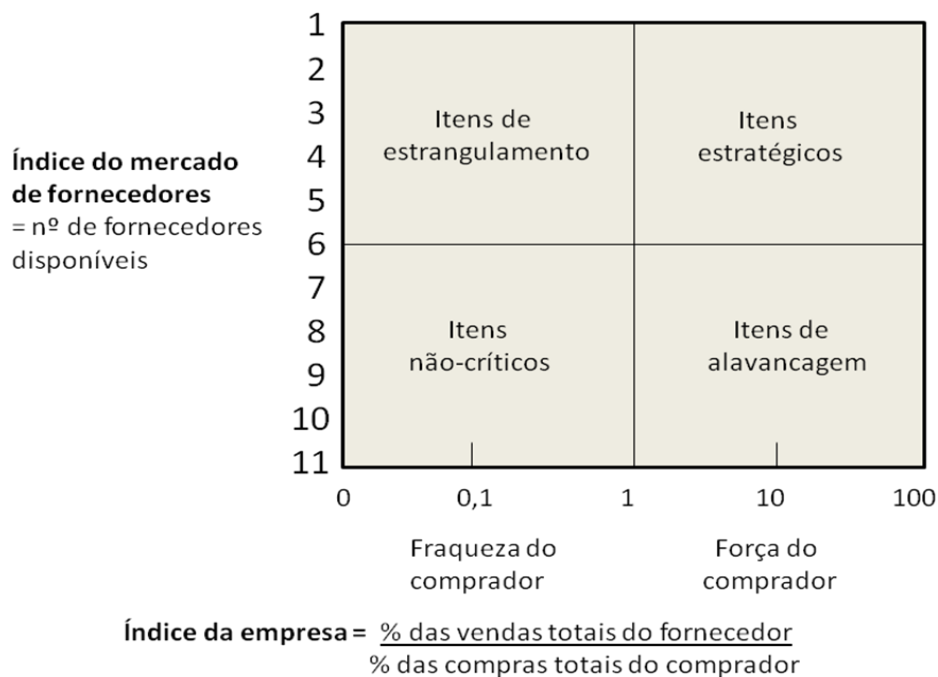 1
2
3
4
5
6
7
8
9
10
11
Índice do mercado
de fornecedores
= nº de fornecedores
disponíveis
Itens de
estrangulamento
Itens
estratégicos
Itens
não-críticos
Itens de
alavancagem
0 0,1 1 10 100
Fraqueza do
comprador
Força do
comprador
Índice da empresa = % das vendas totais do fornecedor
% das compras totais do comprador